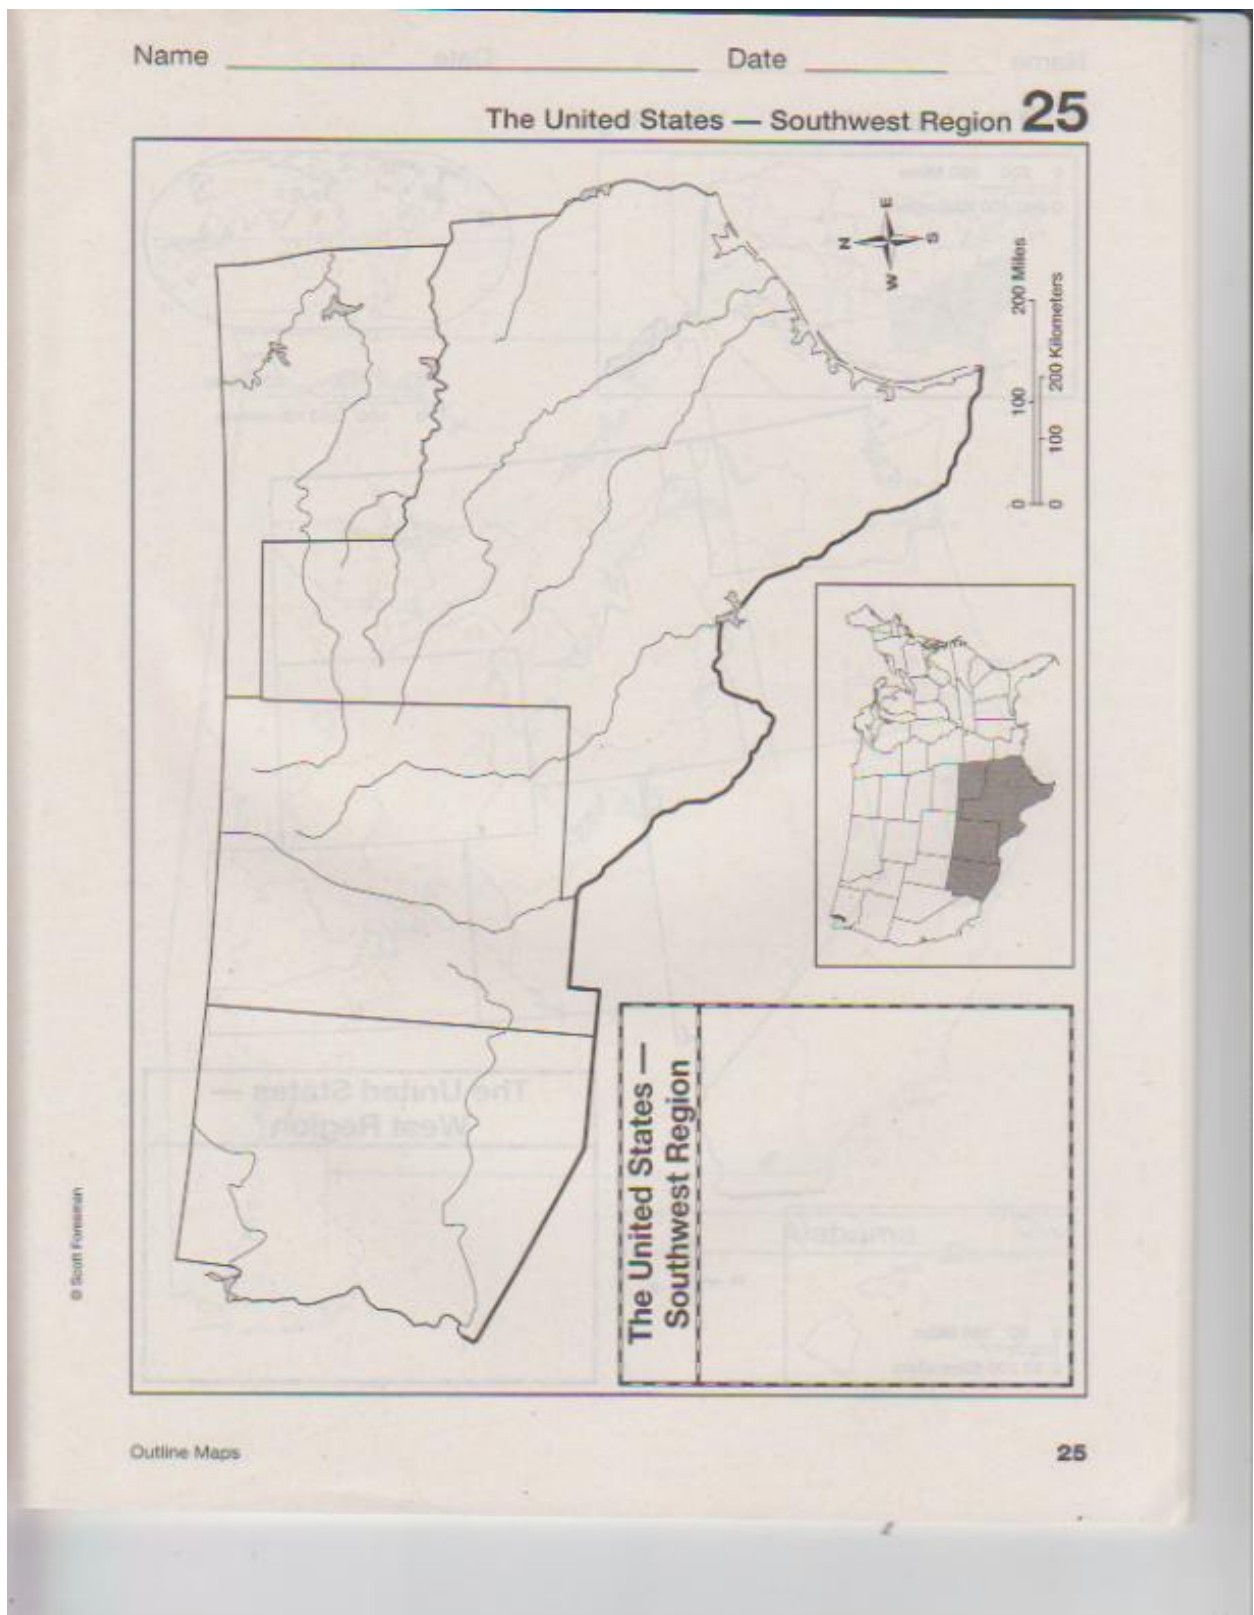 Name Date
The United States — Southwest Region 25
N
E
S
W
0 100 200 Miles
0 100 200 Kilometers
The United States —
Southwest Region
© Scott Foresman
Outline Maps 25